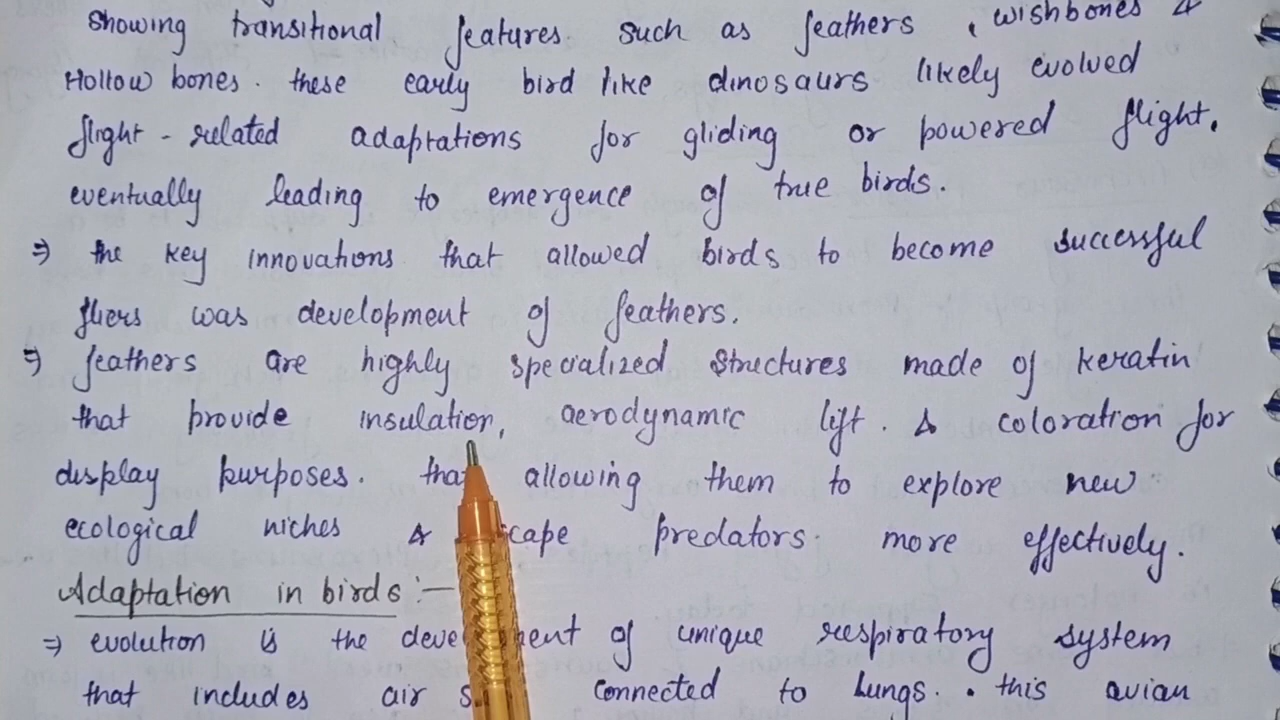 showing transitional features such as feathers, wishbones &
Hollow bones. these early bird like dinosaurs likely evolved
flight-related adaptations for gliding or powered flight.
eventually leading to emergence of true birds.
⇒ the key innovations that allowed birds to become successful
fliers was development of feathers.
⇒ feathers are highly specialized structures made of keratin
that provide insulation, aerodynamic lift. & coloration for
display purposes. allowing them to explore new
ecological niches & predators more effectively.
Adaptation in birds :-
⇒ evolution is the of unique respiratory system
that includes air connected to lungs. this avian